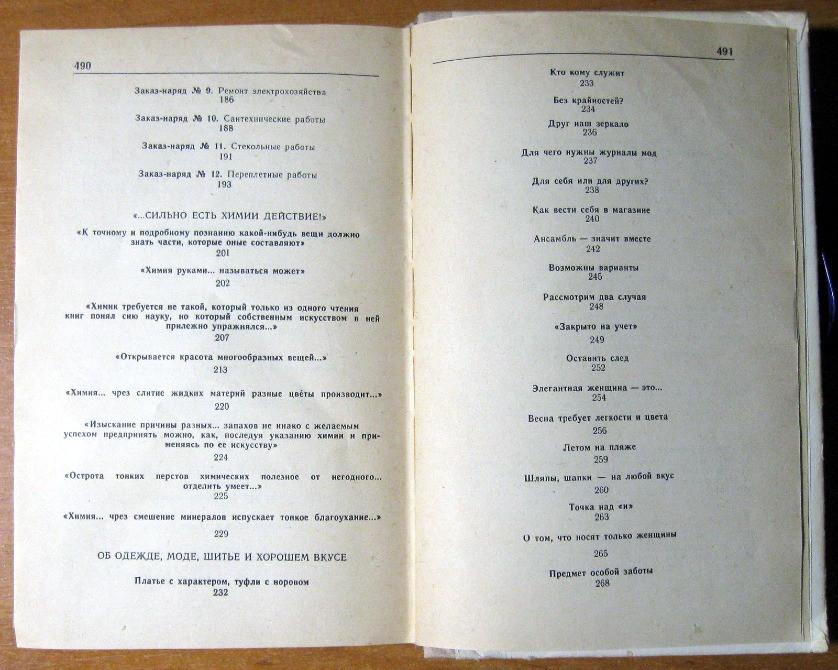 490
Заказ-наряд № 9. Ремонт электрохозяйства
186
Заказ-наряд № 10. Сантехнические работы
188
Заказ-наряд № 11. Стекольные работы
191
Заказ-наряд № 12. Переплетные работы
193
«...СИЛЬНО ЕСТЬ ХИМИИ ДЕЙСТВИЕ!»
«К точному и подробному познанию какой-нибудь вещи должно
знать части, которые оные составляют»
201
«Химия руками... называться может»
202
«Химик требуется не такой, который только из одного чтения
книг понял сию науку, но который собственным искусством в ней
прилежно упражнялся...»
207
«Открывается красота многообразных вещей...»
213
«Химия... чрез слитие жидких материй разные цвěты производит...»
220
«Изыскание причины разных... запахов не инако с желаемым
успехом предпринять можно, как, последуя указанию химии и при-
меняясь по ее искусству»
224
«Острота тонких перстов химических полезное от негодного...
отделить умеет...»
225
«Химия... чрез смешение минералов испускает тонкое благоухание...»
229
ОБ ОДЕЖДЕ, МОДЕ, ШИТЬЕ И ХОРОШЕМ ВКУСЕ
Платье с характером, туфли с норовом
232
491
Кто кому служит
233
Без крайностей?
234
Друг наш зеркало
236
Для чего нужны журналы мод
237
Для себя или для других?
238
Как вести себя в магазине
240
Ансамбль — значит вместе
242
Возможны варианты
245
Рассмотрим два случая
248
«Закрыто на учет»
249
Оставить след
252
Элегантная женщина — это...
254
Весна требует легкости и цвета
256
Летом на пляже
259
Шляпы, шапки — на любой вкус
260
Точка над «и»
263
О том, что носят только женщины
265
Предмет особой заботы
268